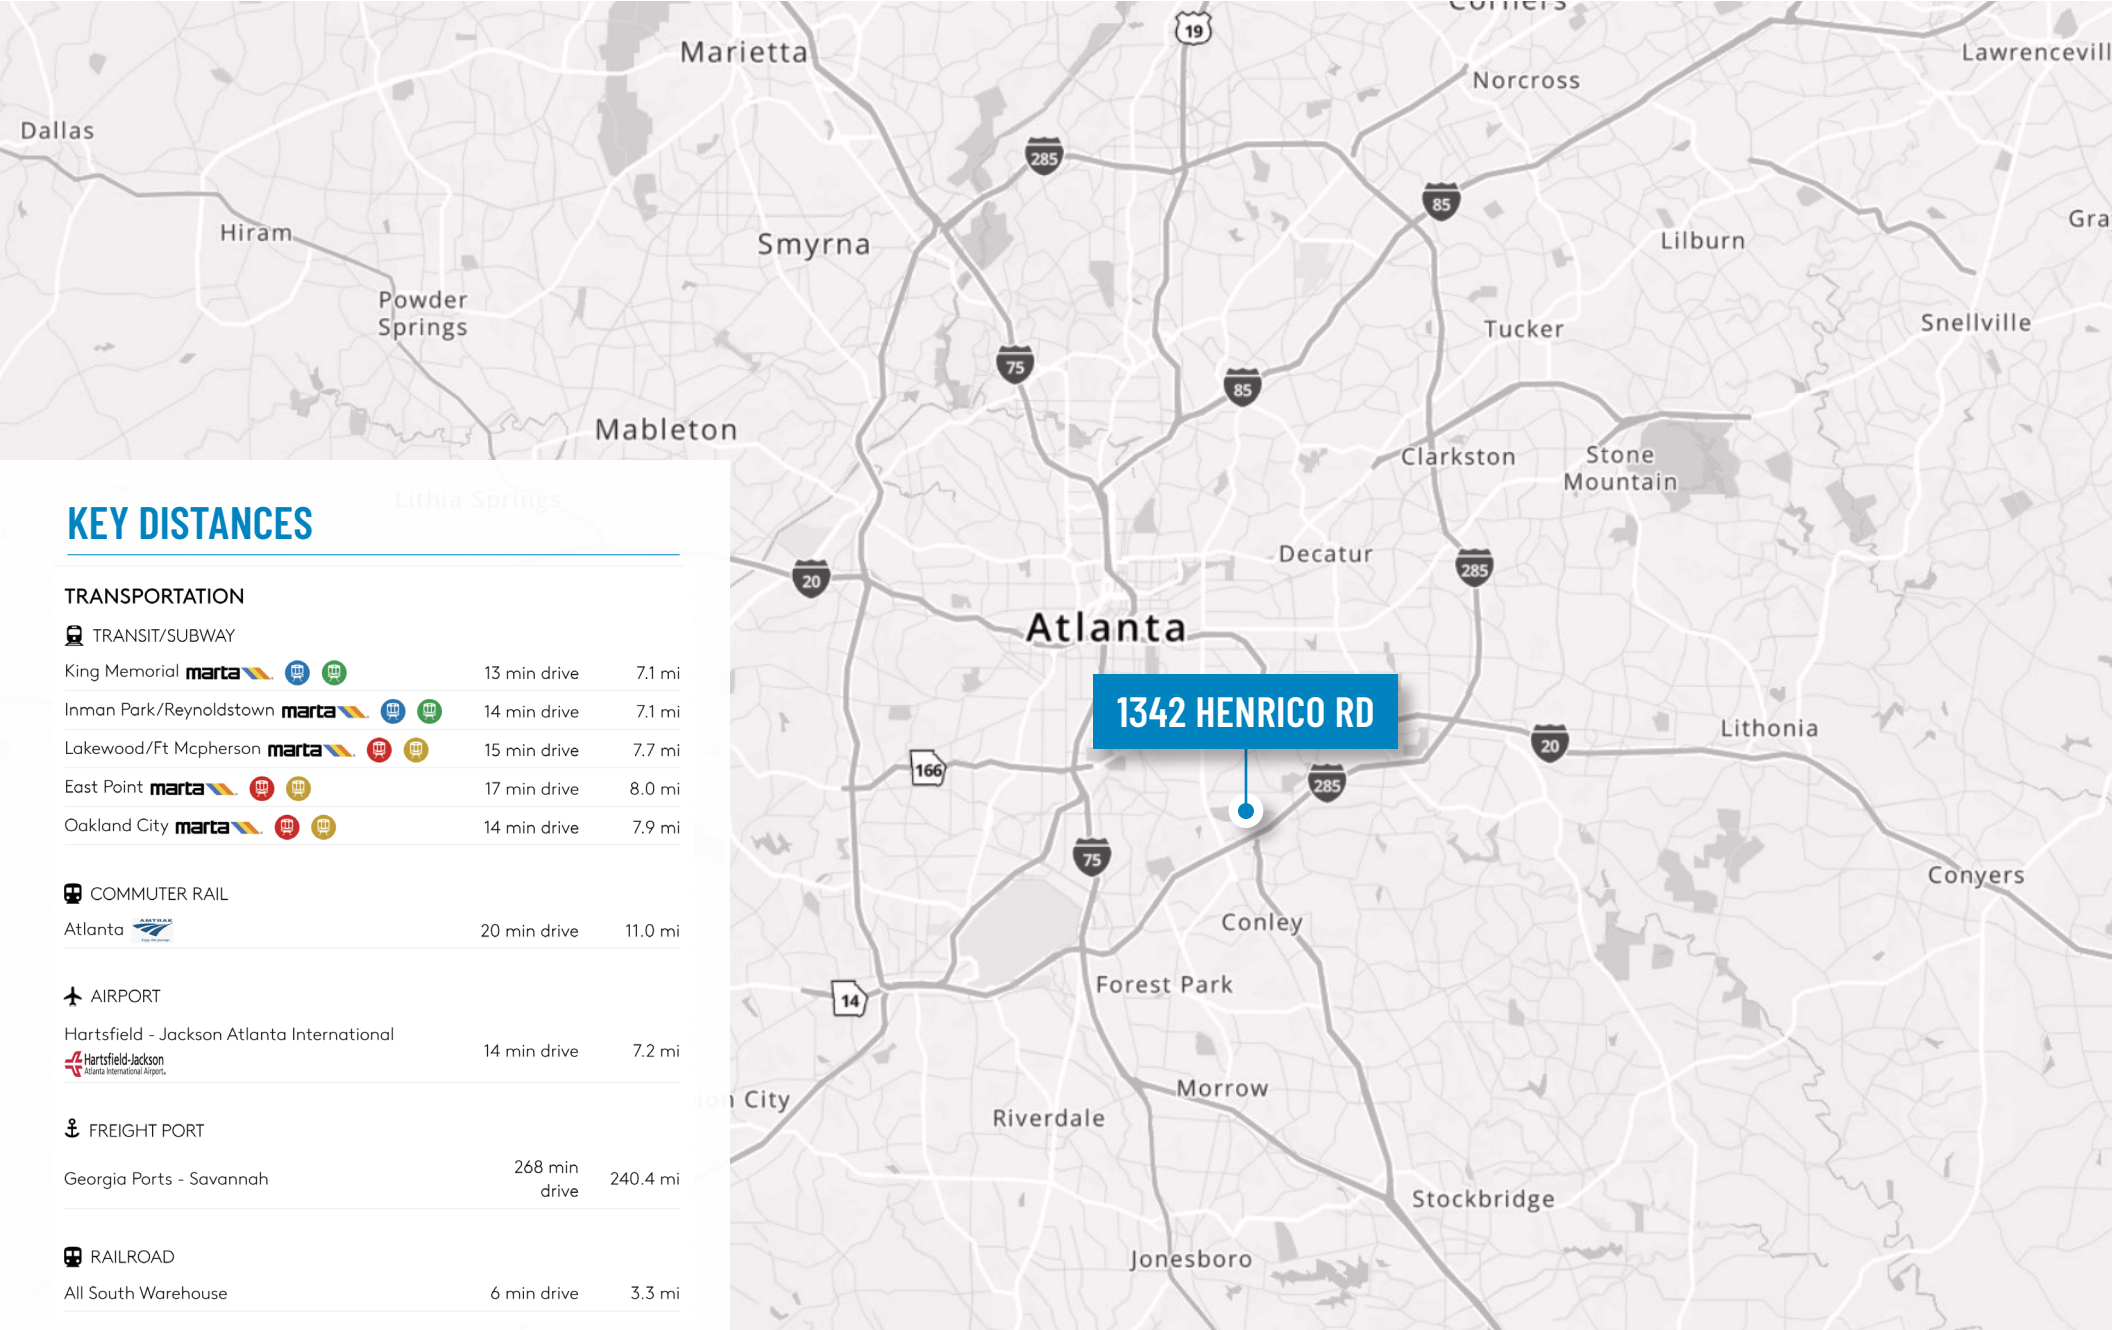 Corners
19
Marietta
Lawrencevill
Norcross
Dallas
285
85
Gra
Hiram
Smyrna
Lilburn
Powder
Springs
Tucker
Snellville
75
85
Mableton
Clarkston
Stone
Mountain
Lithia Springs
KEY DISTANCES
Decatur
285
20
TRANSPORTATION
Atlanta
TRANSIT/SUBWAY
King Memorial marta 13 min drive 7.1 mi
Inman Park/Reynoldstown marta 14 min drive 7.1 mi
1342 HENRICO RD
Lakewood/Ft Mcpherson marta 15 min drive 7.7 mi
Lithonia
20
166
285
East Point marta 17 min drive 8.0 mi
Oakland City marta 14 min drive 7.9 mi
75
Conyers
COMMUTER RAIL
Atlanta AMTRAK 20 min drive 11.0 mi
Conley
Forest Park
AIRPORT
14
Hartsfield - Jackson Atlanta International
14 min drive 7.2 mi
Hartsfield-Jackson
Atlanta International Airport
Morrow
ion City
Riverdale
FREIGHT PORT
Georgia Ports - Savannah 268 min
drive 240.4 mi
Stockbridge
RAILROAD
Jonesboro
All South Warehouse 6 min drive 3.3 mi